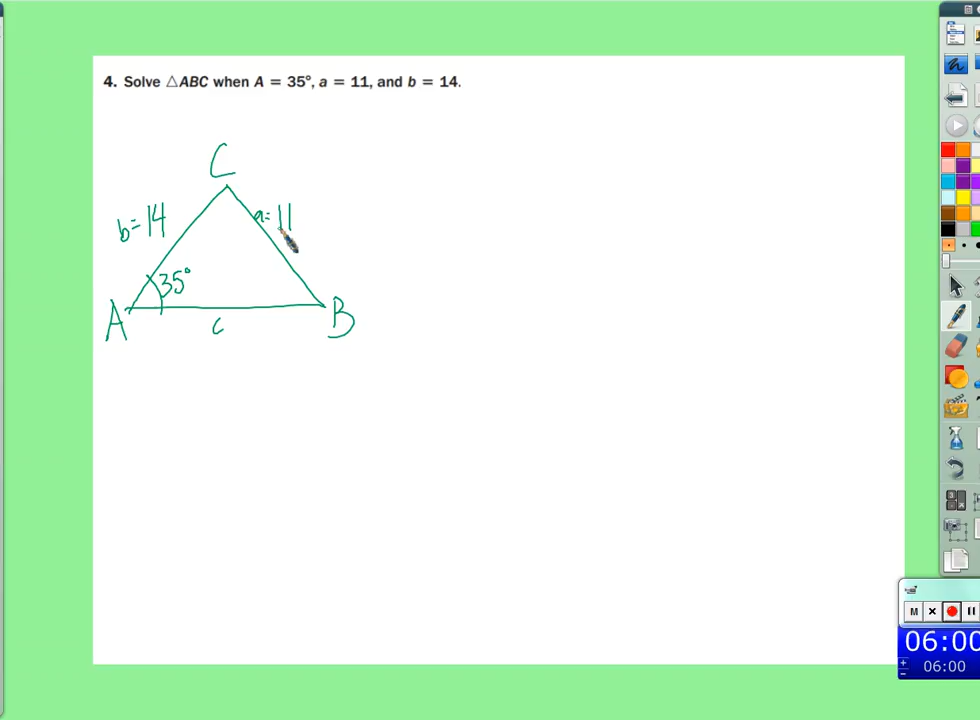 4. Solve △ABC when A = 35°, a = 11, and b = 14.
C
b=14
a=11
35°
A
B
c
M
06:00
06:00